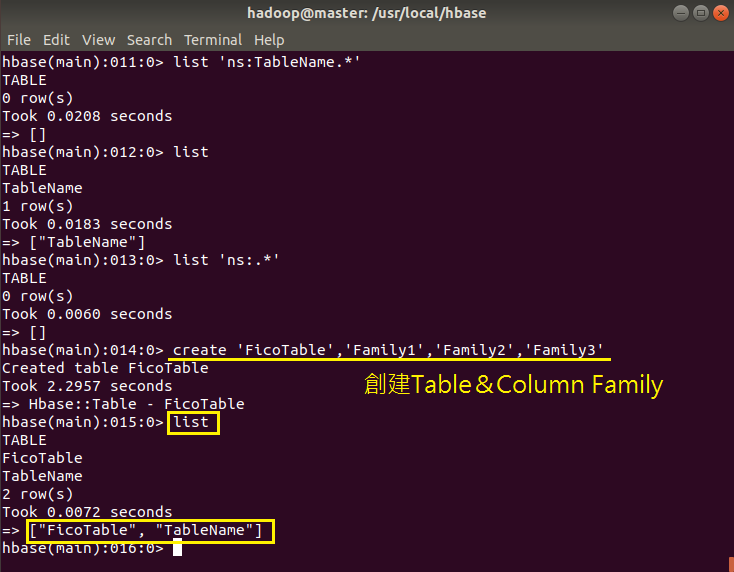 hadoop@master: /usr/local/hbase
File Edit View Search Terminal Help
hbase(main):011:0> list 'ns:TableName.*'
TABLE
0 row(s)
Took 0.0208 seconds
=> []
hbase(main):012:0> list
TABLE
TableName
1 row(s)
Took 0.0183 seconds
=> ["TableName"]
hbase(main):013:0> list 'ns:.*'
TABLE
0 row(s)
Took 0.0060 seconds
=> []
hbase(main):014:0> create 'FicoTable','Family1','Family2','Family3'
Created table FicoTable
Took 2.2957 seconds
創建Table＆Column Family
=> Hbase::Table - FicoTable
hbase(main):015:0> list
TABLE
FicoTable
TableName
2 row(s)
Took 0.0072 seconds
=> ["FicoTable", "TableName"]
hbase(main):016:0>